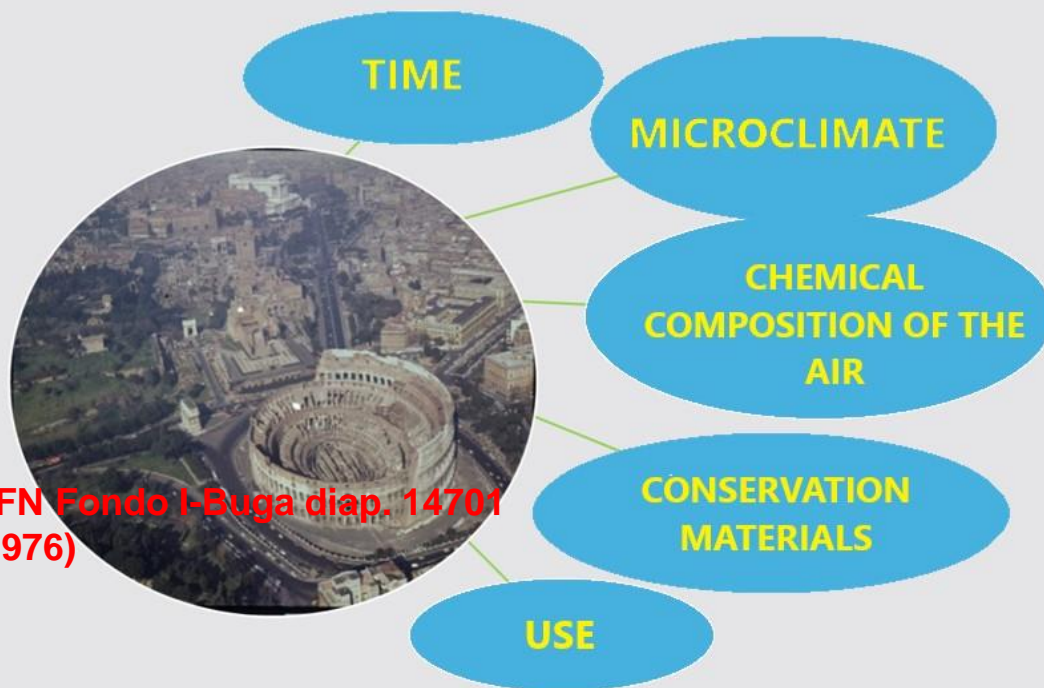 TIME
MICROCLIMATE
CHEMICAL
COMPOSITION OF THE
AIR
CONSERVATION
MATERIALS
USE
FN Fondo I-Buga diap. 14701
976)